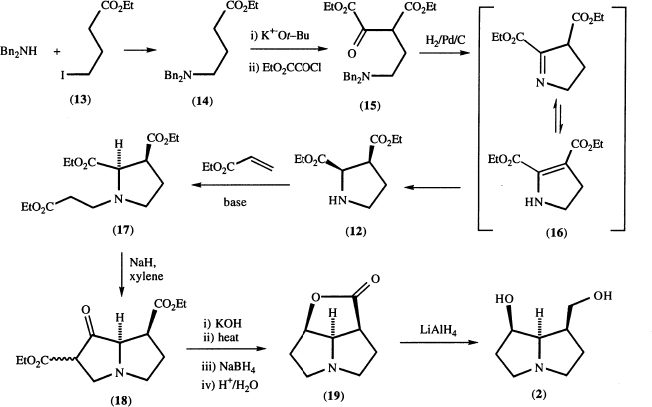 CO₂Et
Bn₂NH
+
I
(13)
CO₂Et
Bn₂N
(14)
i) K⁺⁻Ot–Bu
ii) EtO₂CCOCl
EtO₂C
CO₂Et
O
Bn₂N
(15)
H₂/Pd/C
CO₂Et
EtO₂C
N
EtO₂C
CO₂Et
HN
(16)
H
CO₂Et
EtO₂C
EtO₂C
N
(17)
EtO₂C
base
CO₂Et
EtO₂C
HN
(12)
NaH,
xylene
O
H
CO₂Et
EtO₂C
N
(18)
i) KOH
ii) heat
iii) NaBH₄
iv) H⁺/H₂O
O
O
H
N
(19)
LiAlH₄
HO
H
OH
N
(2)